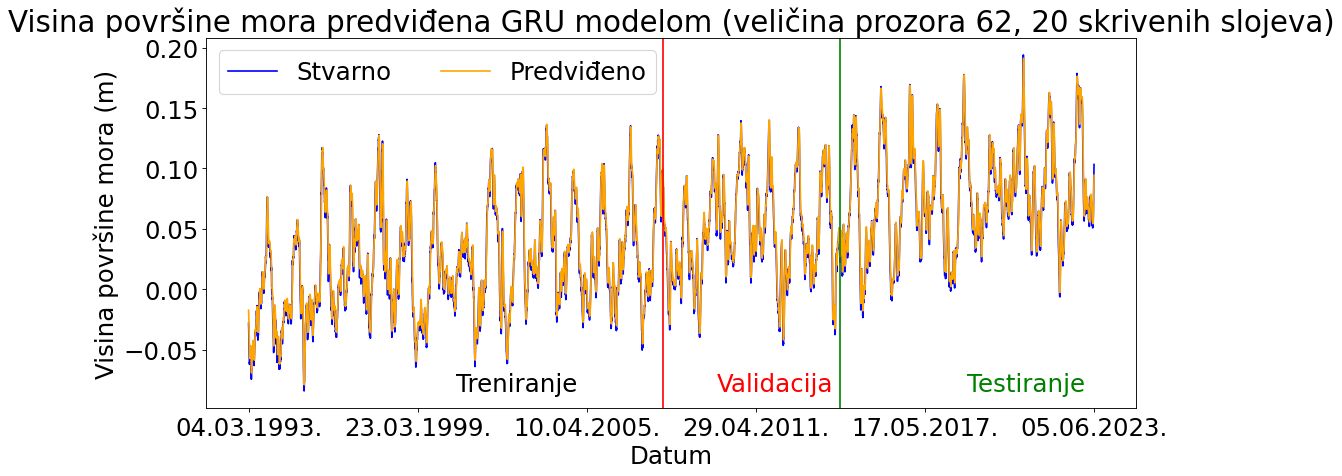 Visina površine mora predviđena GRU modelom (veličina prozora 62, 20 skrivenih slojeva)
Stvarno
Predviđeno
Visina površine mora (m)
0.20
0.15
0.10
0.05
0.00
−0.05
Treniranje
Validacija
Testiranje
04.03.1993.
23.03.1999.
10.04.2005.
29.04.2011.
17.05.2017.
05.06.2023.
Datum